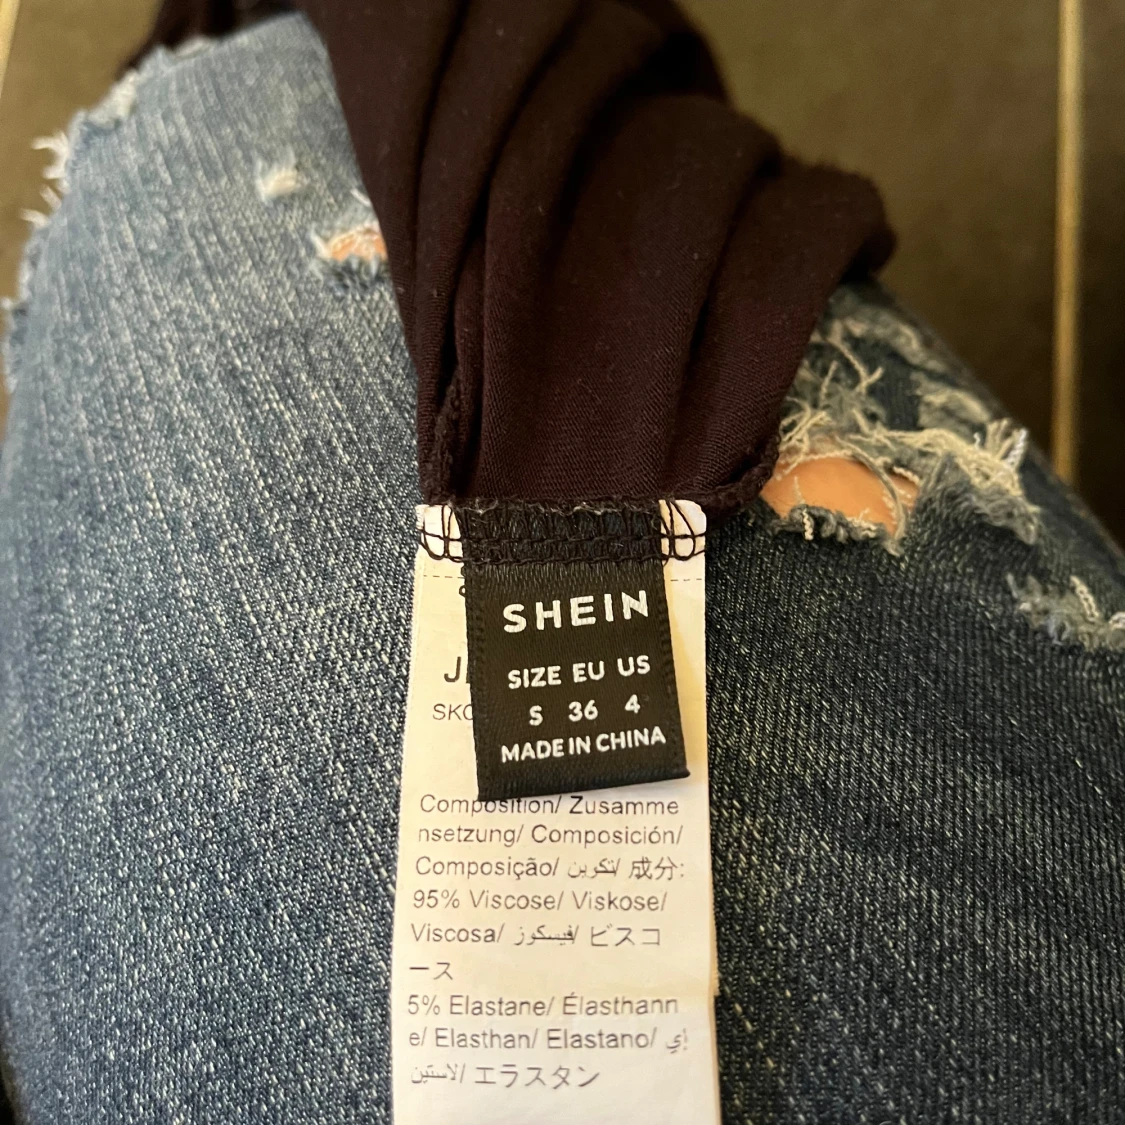 SHEIN
SIZE EU US
S 36 4
MADE IN CHINA
Composition/ Zusamme
nsetzung/ Composición/
Composição/ تكوين/ 成分:
95% Viscose/ Viskose/
Viscosa/ فيسكوز/ ビスコ
ース
5% Elastane/ Élasthann
e/ Elasthan/ Elastano/ إي
لاستين/ エラスタン